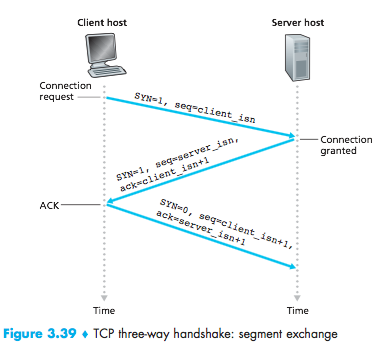 Client host
Server host
Connection
request
SYN=1, seq=client_isn
Connection
granted
SYN=1, seq=server_isn,
ack=client_isn+1
ACK
SYN=0, seq=client_isn+1,
ack=server_isn+1
Time
Time
Figure 3.39 ♦ TCP three-way handshake: segment exchange